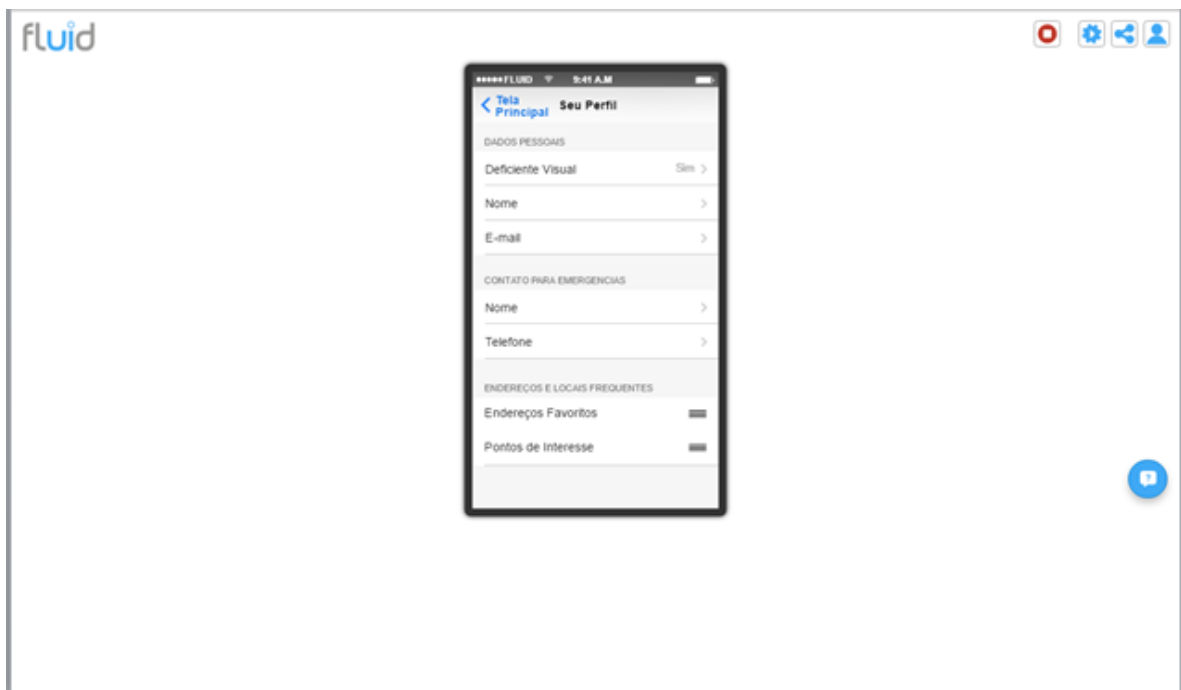 fluid
●●●●● FLUID 9:41 A.M
Tela
Principal
Seu Perfil
DADOS PESSOAIS
Deficiente Visual Sim
Nome
E-mail
CONTATO PARA EMERGENCIAS
Nome
Telefone
ENDEREÇOS E LOCAIS FREQUENTES
Endereços Favoritos
Pontos de Interesse
?